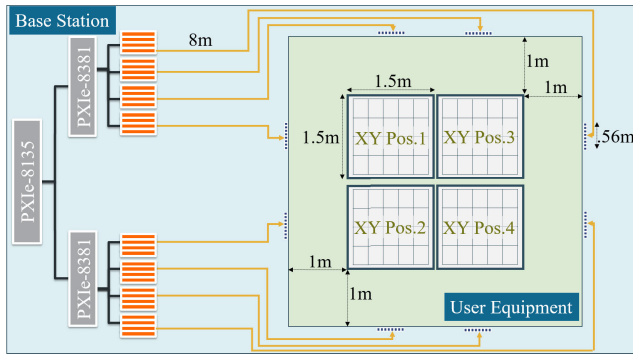 Base Station
8m
PXIe-8381
PXIe-8135
PXIe-8381
1m
1m
1.5m
1.5m
.56m
XY Pos.1
XY Pos.3
XY Pos.2
XY Pos.4
1m
1m
User Equipment